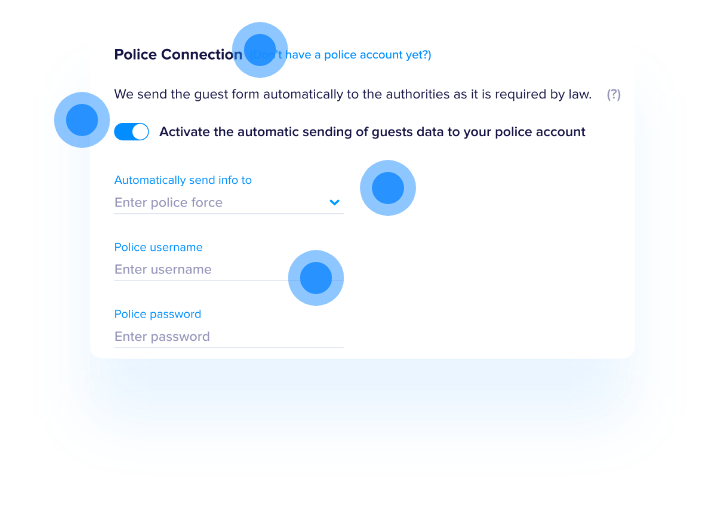 Police Connection (Don't have a police account yet?)
We send the guest form automatically to the authorities as it is required by law. (?)
Activate the automatic sending of guests data to your police account
Automatically send info to
Enter police force
Police username
Enter username
Police password
Enter password